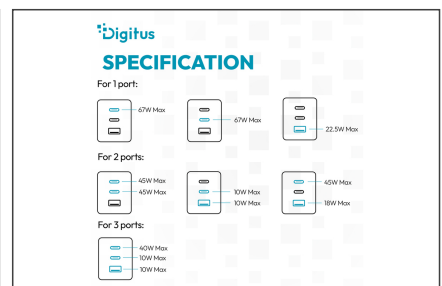 Digitus
SPECIFICATION
For 1 port:
67W Max
67W Max
22.5W Max
For 2 ports:
45W Max
45W Max
10W Max
10W Max
45W Max
18W Max
For 3 ports:
40W Max
10W Max
10W Max